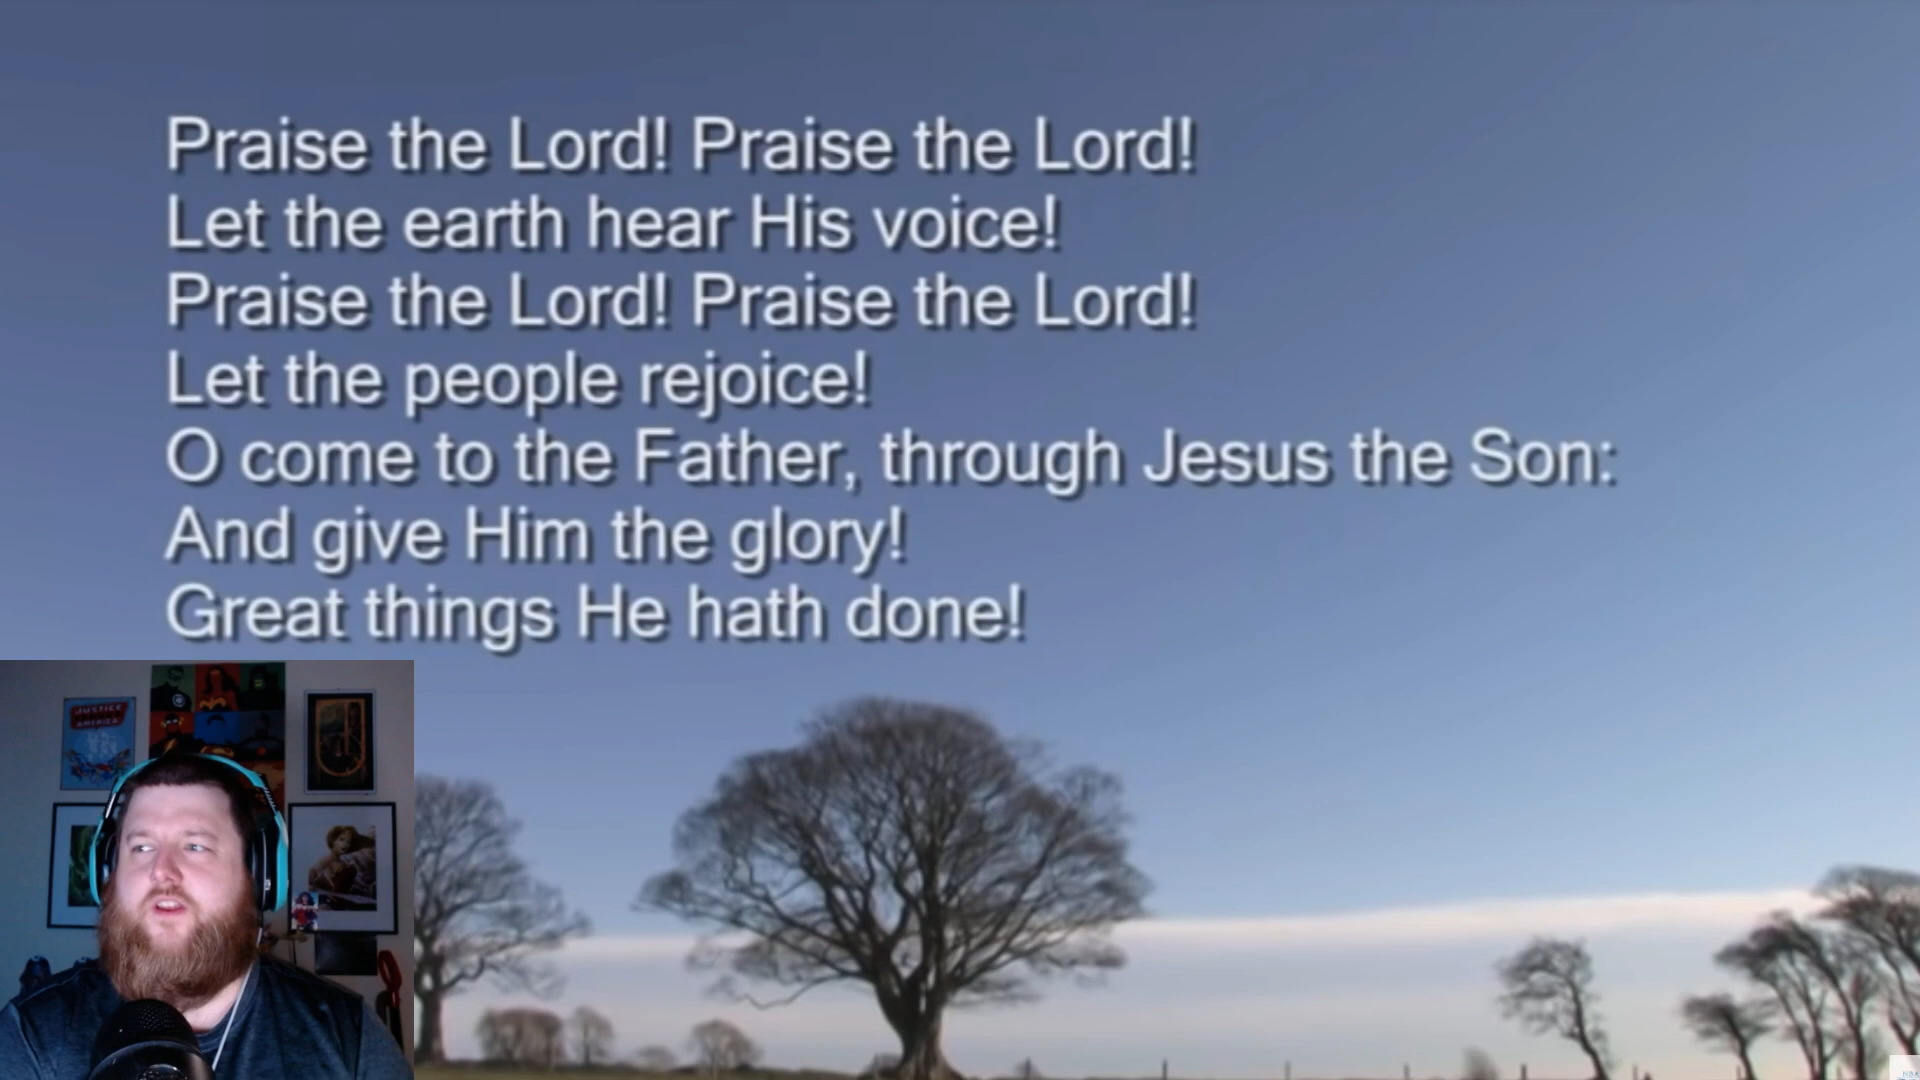 Praise the Lord! Praise the Lord!
Let the earth hear His voice!
Praise the Lord! Praise the Lord!
Let the people rejoice!
O come to the Father, through Jesus the Son:
And give Him the glory!
Great things He hath done!
JUSTICE
AMERICA